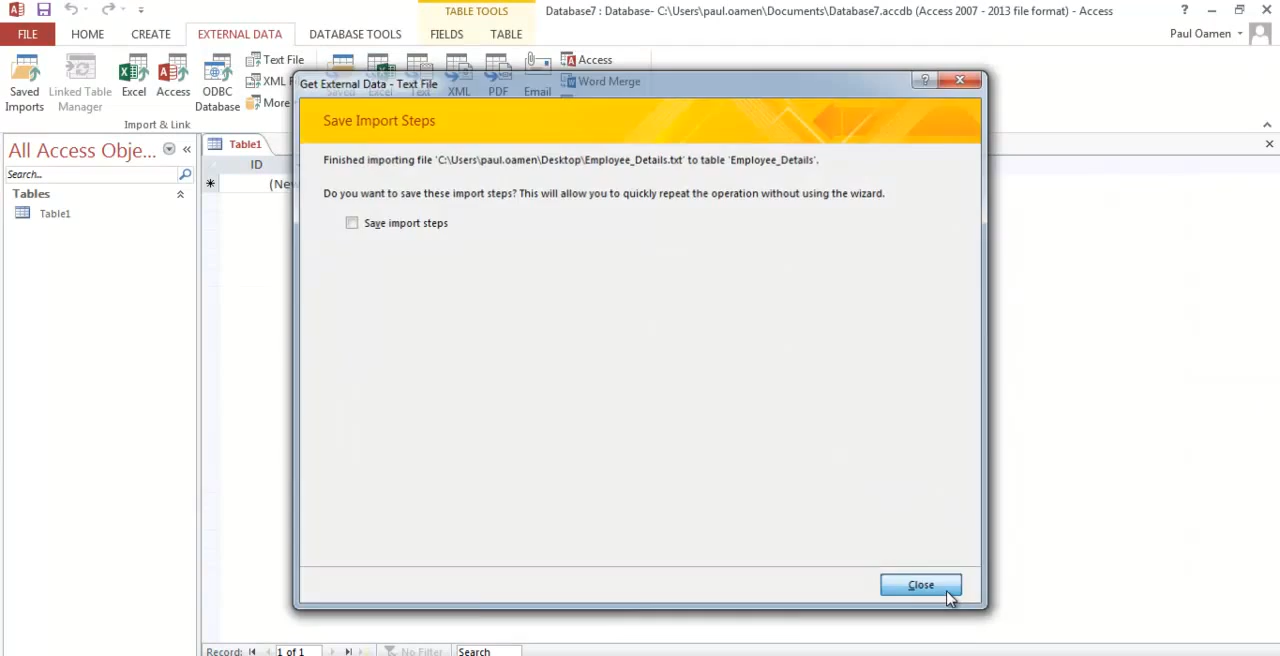 TABLE TOOLS
Database7 : Database- C:\Users\paul.oamen\Documents\Database7.accdb (Access 2007 - 2013 file format) - Access
?
FILE HOME CREATE EXTERNAL DATA DATABASE TOOLS FIELDS TABLE
Paul Oamen
Saved Imports
Linked Table Manager
Excel
Access
ODBC Database
Text File
XML F
More
Saved
Excel
Text
XML
PDF
Email
Access
Word Merge
Import & Link
Get External Data - Text File
?
Save Import Steps
Finished importing file 'C:\Users\paul.oamen\Desktop\Employee_Details.txt' to table 'Employee_Details'.
Do you want to save these import steps? This will allow you to quickly repeat the operation without using the wizard.
Save import steps
Close
All Access Obje...
Search...
Tables
Table1
Table1
ID
(New
Record: 1 of 1 No Filter Search